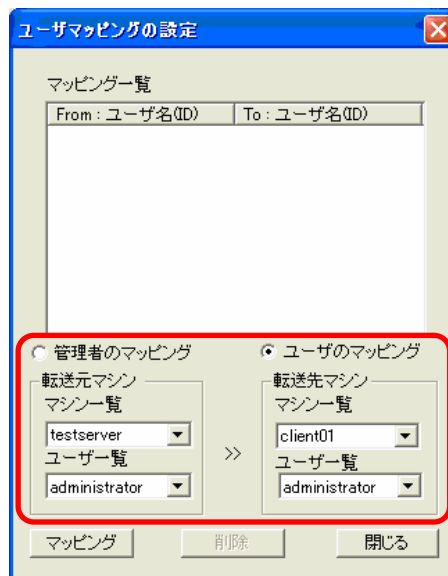 ユーザマッピングの設定
マッピング一覧
From : ユーザ名(ID) To : ユーザ名(ID)
管理者のマッピング ユーザのマッピング
転送元マシン 転送先マシン
マシン一覧 マシン一覧
testserver client01
ユーザ一覧 >> ユーザ一覧
administrator administrator
マッピング 削除 閉じる